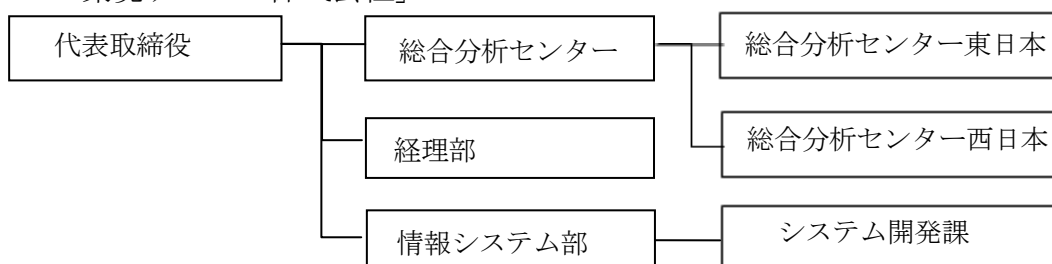 代表取締役
総合分析センター
総合分析センター東日本
経理部
総合分析センター西日本
情報システム部
システム開発課